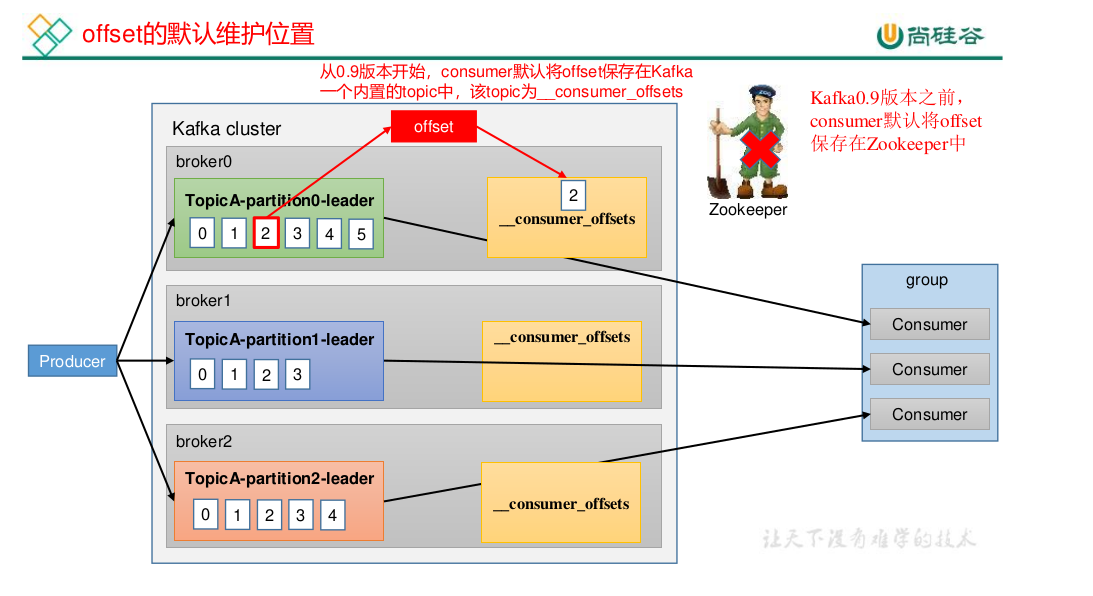 offset的默认维护位置
尚硅谷
从0.9版本开始，consumer默认将offset保存在Kafka
一个内置的topic中，该topic为__consumer_offsets
Kafka0.9版本之前，
consumer默认将offset
保存在Zookeeper中
Zookeeper
Kafka cluster
offset
broker0
TopicA-partition0-leader
0 1 2 3 4 5
2
__consumer_offsets
broker1
TopicA-partition1-leader
0 1 2 3
__consumer_offsets
broker2
TopicA-partition2-leader
0 1 2 3 4
__consumer_offsets
Producer
group
Consumer
Consumer
Consumer
让天下没有难学的技术